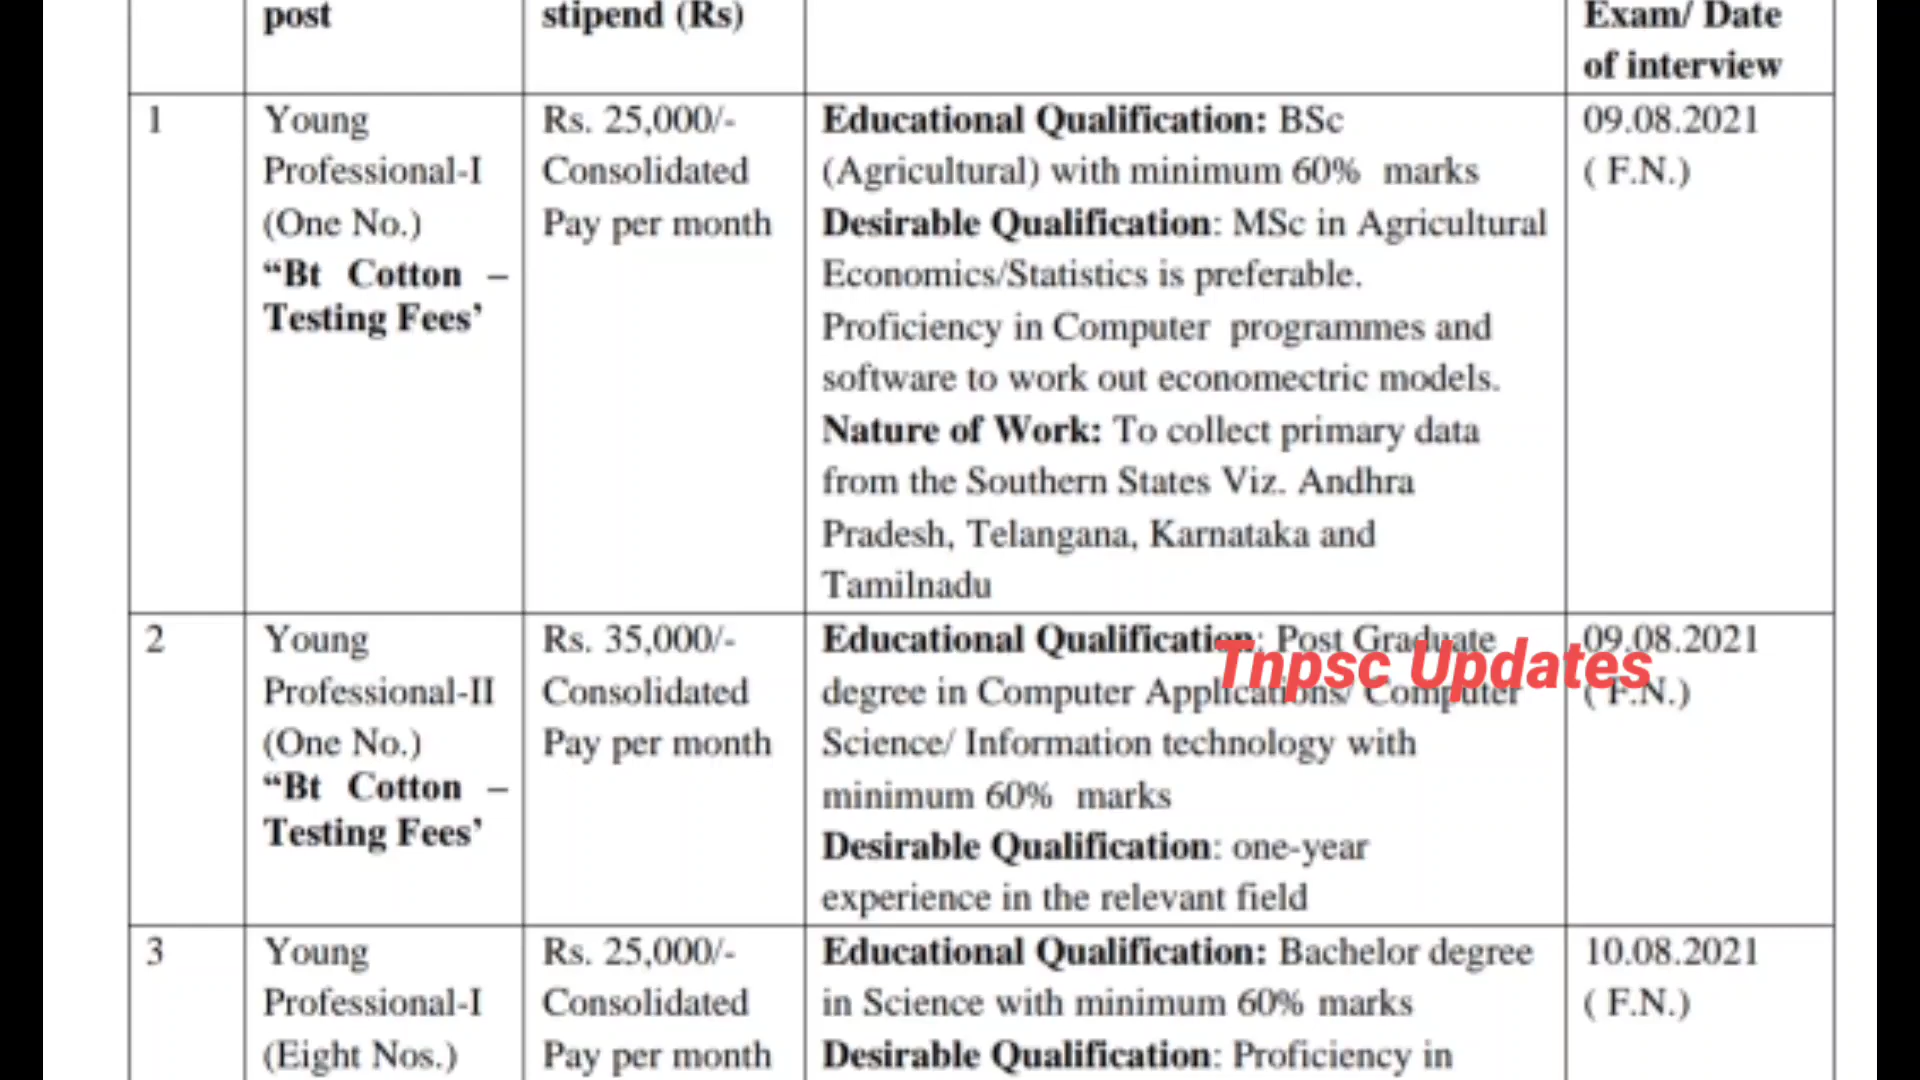 post
stipend (Rs)
Exam/ Date
of interview
1
Young
Professional-I
(One No.)
“Bt Cotton –
Testing Fees’
Rs. 25,000/-
Consolidated
Pay per month
Educational Qualification: BSc
(Agricultural) with minimum 60% marks
Desirable Qualification: MSc in Agricultural
Economics/Statistics is preferable.
Proficiency in Computer programmes and
software to work out economectric models.
Nature of Work: To collect primary data
from the Southern States Viz. Andhra
Pradesh, Telangana, Karnataka and
Tamilnadu
09.08.2021
( F.N.)
2
Young
Professional-II
(One No.)
“Bt Cotton –
Testing Fees’
Rs. 35,000/-
Consolidated
Pay per month
Educational Qualification: Post Graduate
degree in Computer Applications/ Computer
Science/ Information technology with
minimum 60% marks
Desirable Qualification: one-year
experience in the relevant field
09.08.2021
( F.N.)
Tnpsc Updates
3
Young
Professional-I
(Eight Nos.)
Rs. 25,000/-
Consolidated
Pay per month
Educational Qualification: Bachelor degree
in Science with minimum 60% marks
Desirable Qualification: Proficiency in
10.08.2021
( F.N.)